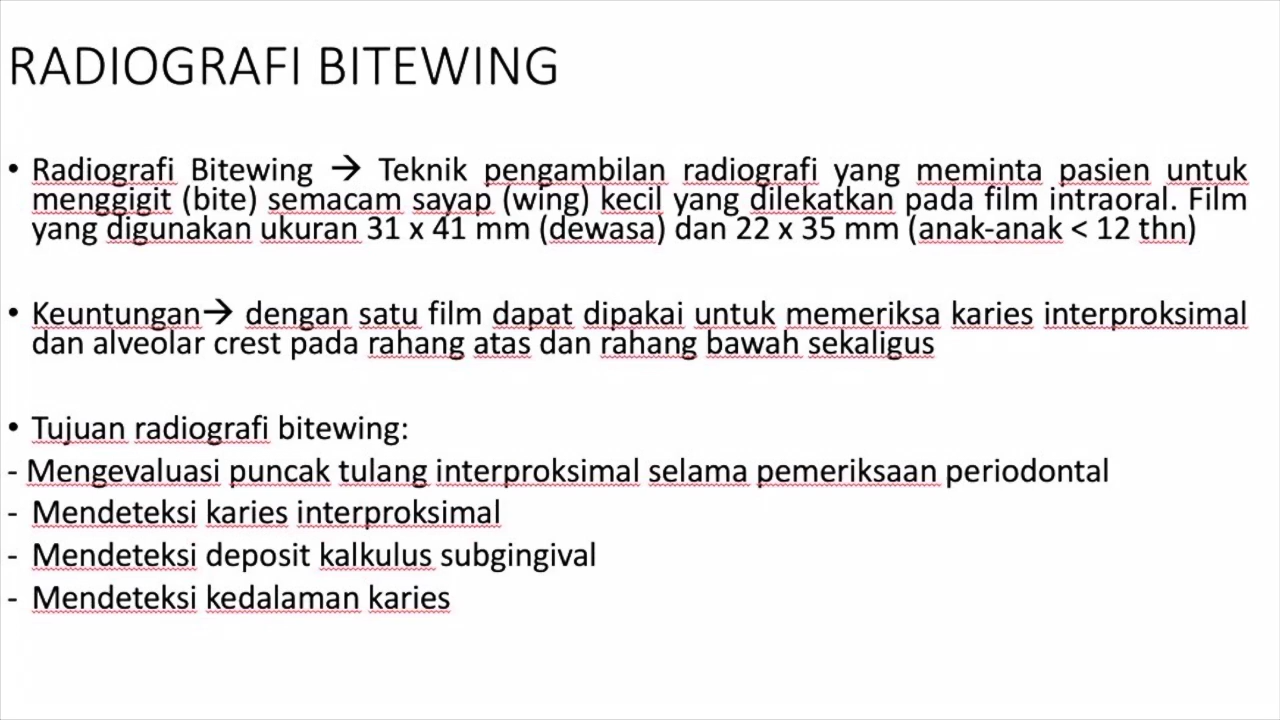 RADIOGRAFI BITEWING
• Radiografi Bitewing → Teknik pengambilan radiografi yang meminta pasien untuk
menggigit (bite) semacam sayap (wing) kecil yang dilekatkan pada film intraoral. Film
yang digunakan ukuran 31 x 41 mm (dewasa) dan 22 x 35 mm (anak-anak < 12 thn)
• Keuntungan→ dengan satu film dapat dipakai untuk memeriksa karies interproksimal
dan alveolar crest pada rahang atas dan rahang bawah sekaligus
• Tujuan radiografi bitewing:
- Mengevaluasi puncak tulang interproksimal selama pemeriksaan periodontal
- Mendeteksi karies interproksimal
- Mendeteksi deposit kalkulus subgingival
- Mendeteksi kedalaman karies